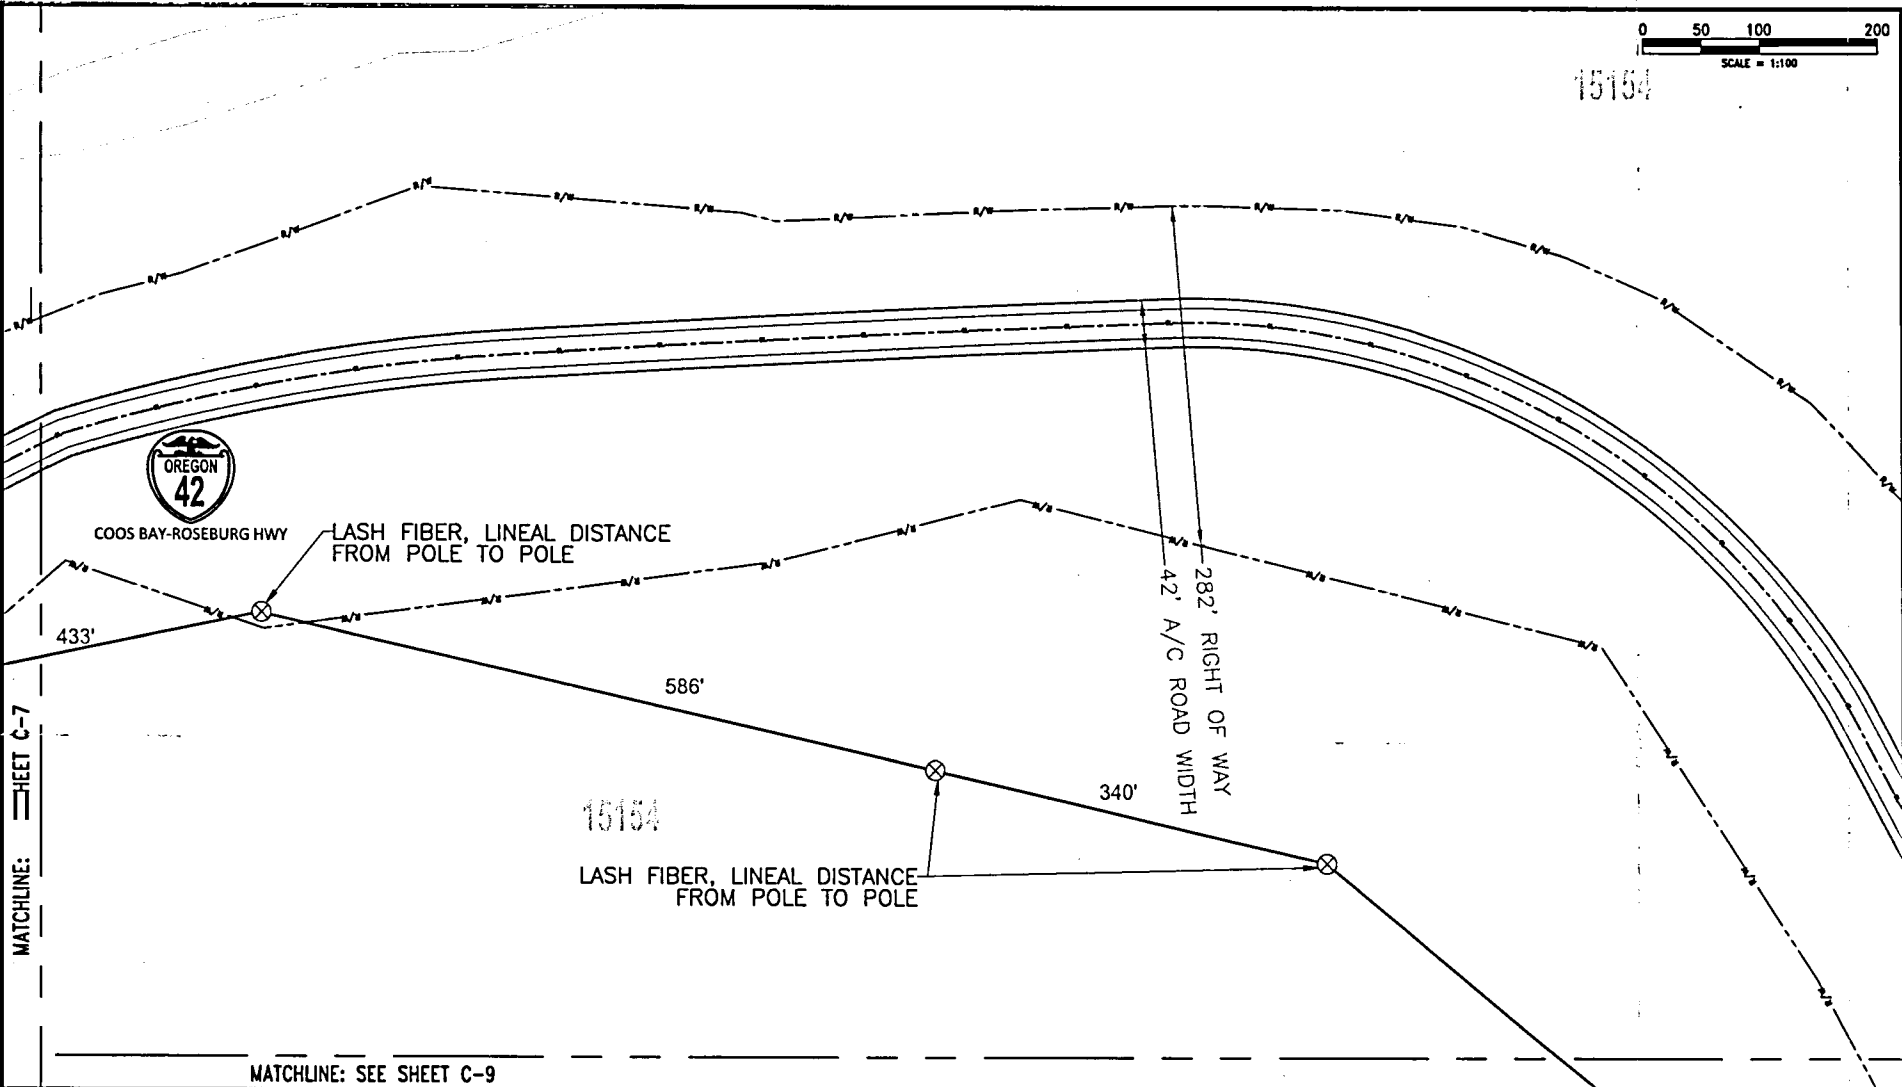 0 50 100 200
SCALE = 1:100
15154
R/W R/W R/W R/W R/W R/W R/W R/W R/W R/W R/W R/W R/W R/W R/W
OREGON
42
COOS BAY-ROSEBURG HWY
LASH FIBER, LINEAL DISTANCE
FROM POLE TO POLE
R/W R/W R/W R/W R/W R/W R/W R/W R/W R/W R/W R/W R/W R/W R/W
433'
586'
340'
282' RIGHT OF WAY
42' A/C ROAD WIDTH
15154
LASH FIBER, LINEAL DISTANCE
FROM POLE TO POLE
MATCHLINE: SHEET C-7
MATCHLINE: SEE SHEET C-9